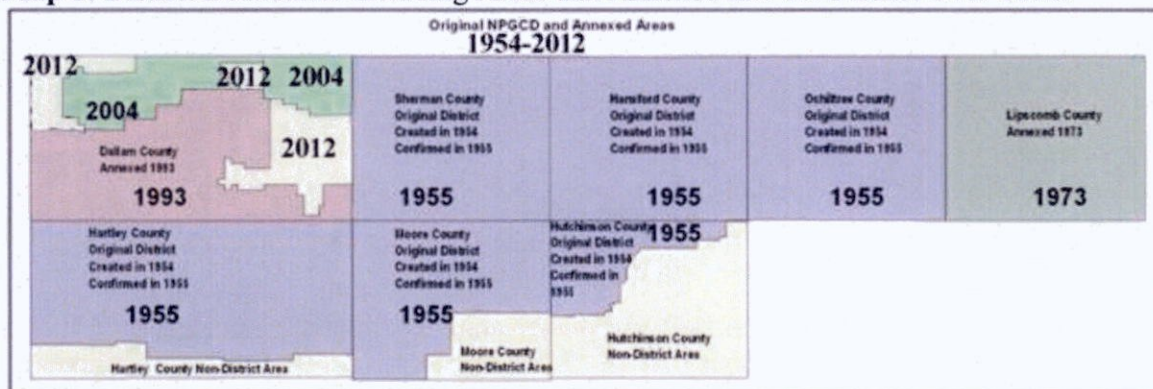 Original NPGCD and Annexed Areas
1954-2012
2012
2012 2004
2004
Dallam County
Annexed 1993
2012
1993
Sherman County
Original District
Created in 1954
Confirmed in 1955
1955
Hansford County
Original District
Created in 1954
Confirmed in 1955
1955
Ochiltree County
Original District
Created in 1954
Confirmed in 1955
1955
Lipscomb County
Annexed 1973
1973
Hartley County
Original District
Created in 1954
Confirmed in 1955
1955
Hartley County Non-District Area
Moore County
Original District
Created in 1954
Confirmed in 1955
1955
Moore County
Non-District Area
Hutchinson County
Original District
Created in 1954
Confirmed in
1955
1955
Hutchinson County
Non-District Area